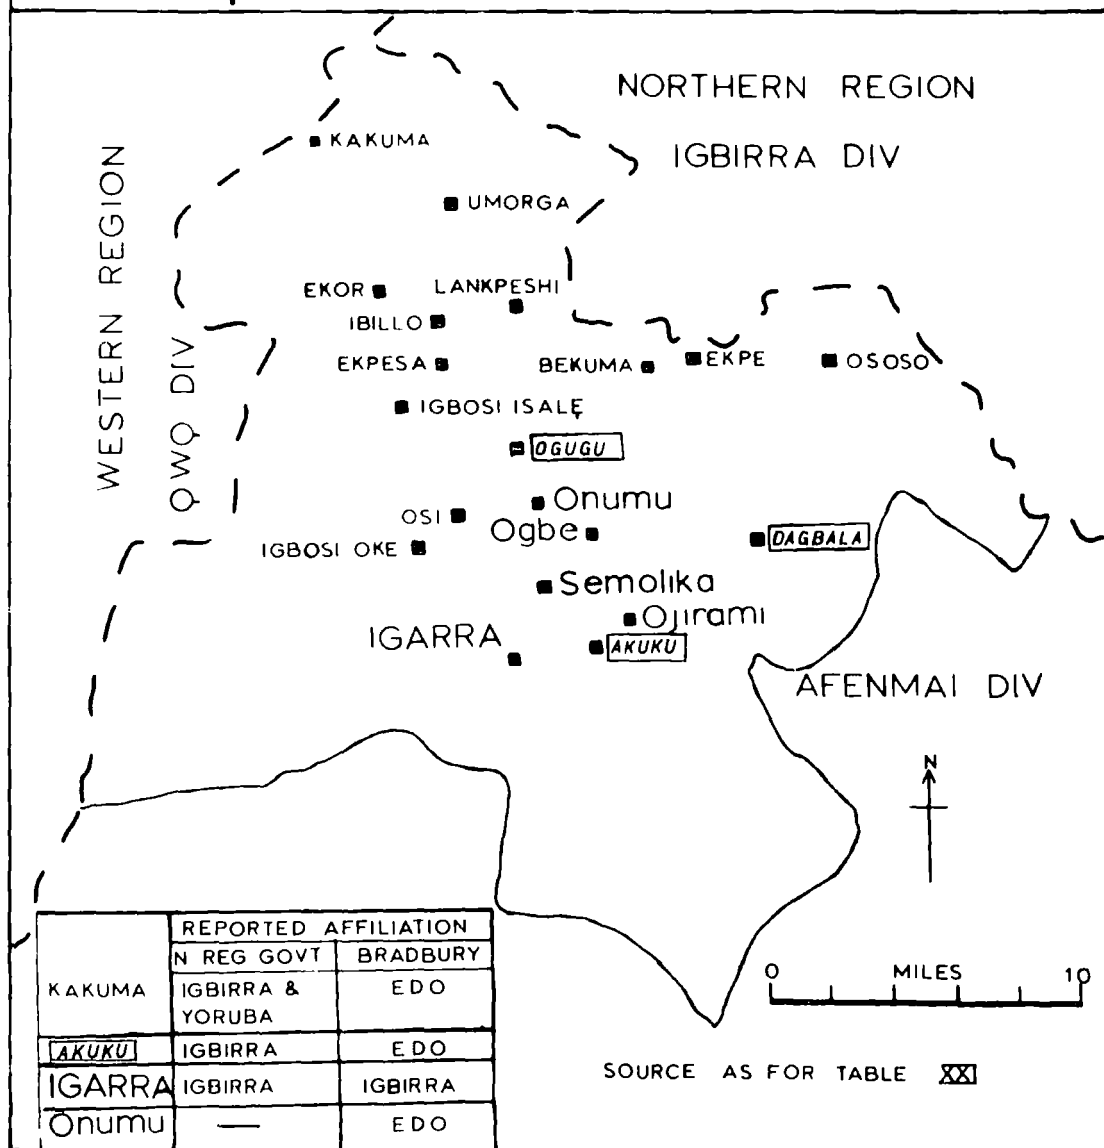 NORTHERN REGION
IGBIRRA DIV
WESTERN REGION
ỌWỌ DIV
KAKUMA
UMORGA
EKOR
LANKPESHI
IBILLO
EKPESA
BEKUMA
EKPE
OSOSO
IGBOSI ISALẸ
OGUGU
Onumu
OSI
Ogbe
IGBOSI OKE
DAGBALA
Semolika
Ojirami
IGARRA
AKUKU
AFENMAI DIV
N
REPORTED AFFILIATION
N REG GOVT BRADBURY
KAKUMA IGBIRRA & EDO
YORUBA
AKUKU IGBIRRA EDO
IGARRA IGBIRRA IGBIRRA
Onumu — EDO
0 MILES 10
SOURCE AS FOR TABLE XXI